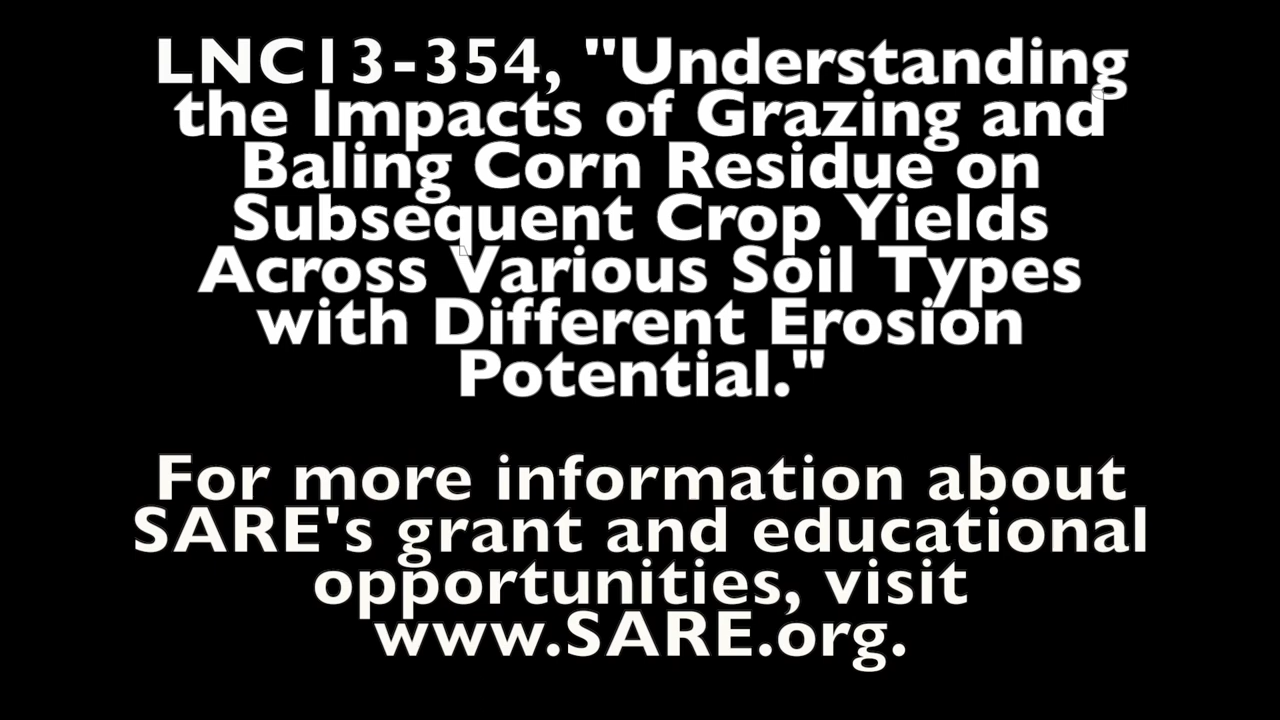 LNC13-354, "Understanding
the Impacts of Grazing and
Baling Corn Residue on
Subsequent Crop Yields
Across Various Soil Types
with Different Erosion
Potential."
For more information about
SARE's grant and educational
opportunities, visit
www.SARE.org.